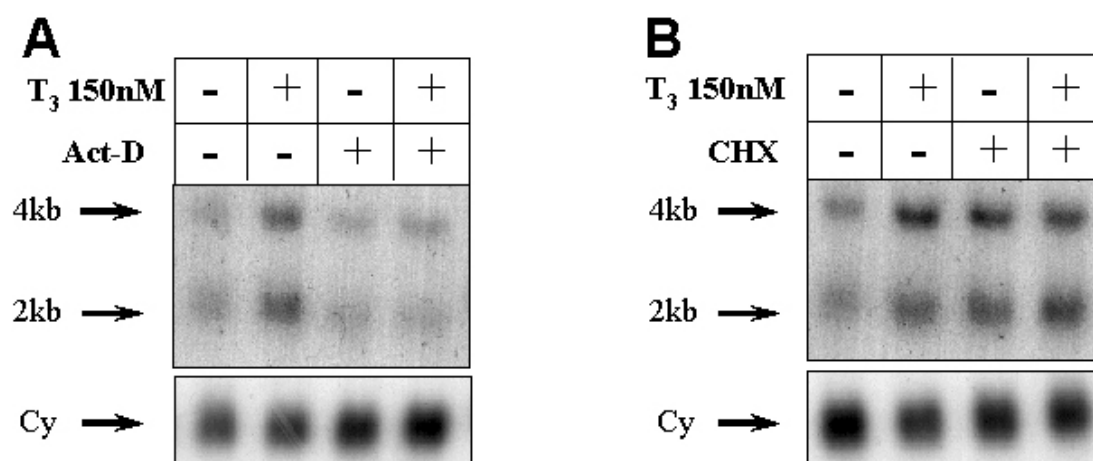 A
T₃ 150nM - + - +
Act-D - - + +
4kb
2kb
Cy
B
T₃ 150nM - + - +
CHX - - + +
4kb
2kb
Cy